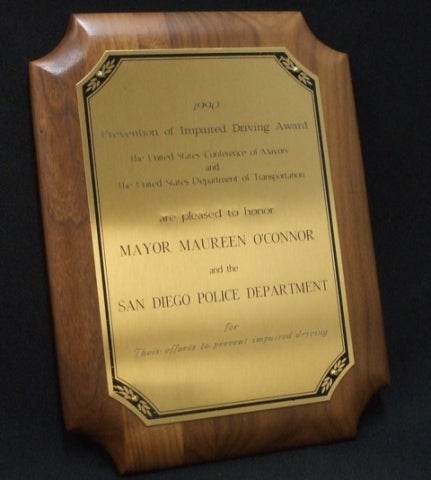 1990
Prevention of Impaired Driving Award
The United States Conference of Mayors
and
The United States Department of Transportation
are pleased to honor
MAYOR MAUREEN O'CONNOR
and the
SAN DIEGO POLICE DEPARTMENT
for
Their efforts to prevent impaired driving